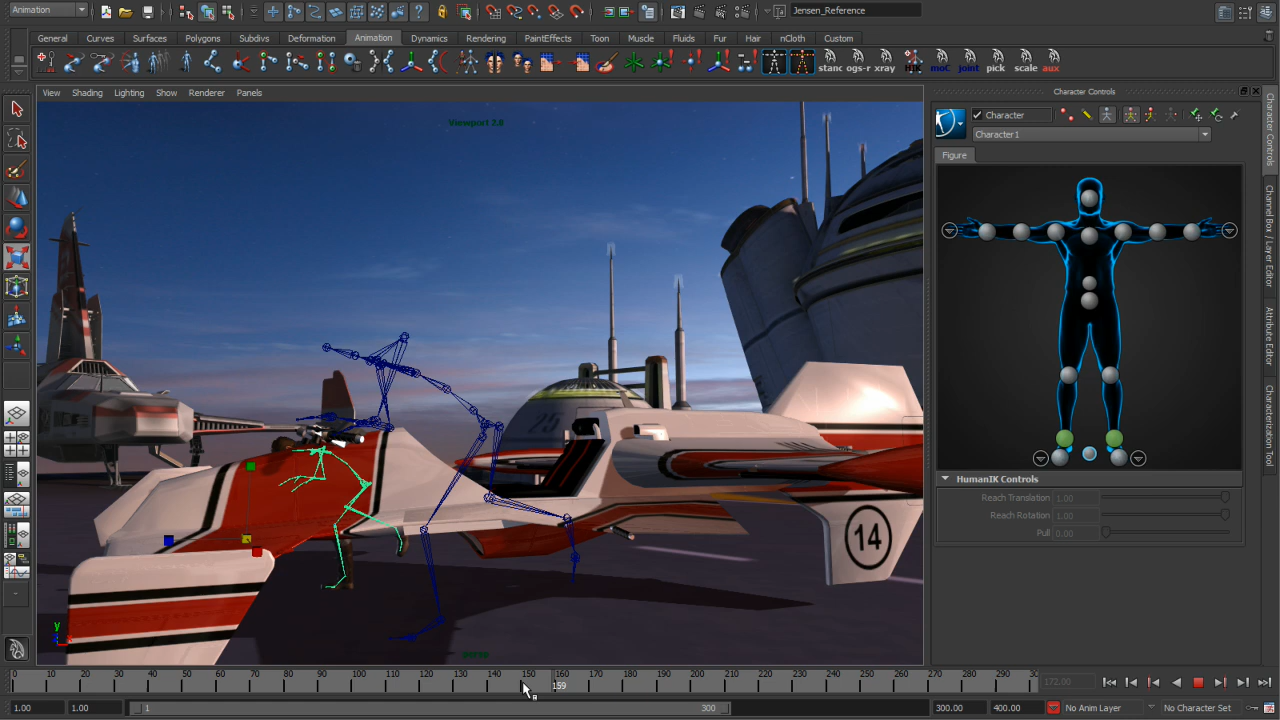 Animation
Jensen_Reference
General Curves Surfaces Polygons Subdivs Deformation Animation Dynamics Rendering PaintEffects Toon Muscle Fluids Fur Hair nCloth Custom
stanc ogs-r xray HIK moC joint pick scale aux
View Shading Lighting Show Renderer Panels
Viewport 2.0
25
14
y
persp
Character Controls
Character
Character1
Figure
HumanIK Controls
Reach Translation 1.00
Reach Rotation 1.00
Pull 0.00
Character Controls
Channel Box / Layer Editor
Attribute Editor
Characterization Tool
0 10 20 30 40 50 60 70 80 90 100 110 120 130 140 150 160 170 180 190 200 210 220 230 240 250 260 270 280 290
159
172.00
1.00 1.00 1 300 300.00 400.00 No Anim Layer No Character Set